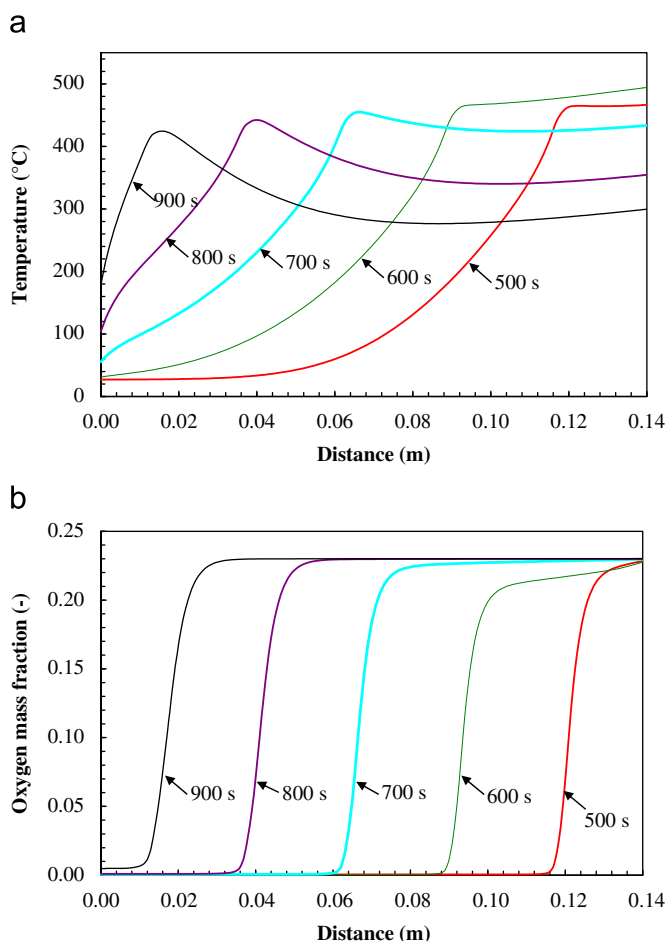 a
Temperature (°C)
500
400
300
200
100
0
900 s
800 s
700 s
600 s
500 s
0.00 0.02 0.04 0.06 0.08 0.10 0.12 0.14
Distance (m)
b
Oxygen mass fraction (-)
0.25
0.20
0.15
0.10
0.05
0.00
900 s
800 s
700 s
600 s
500 s
0.00 0.02 0.04 0.06 0.08 0.10 0.12 0.14
Distance (m)